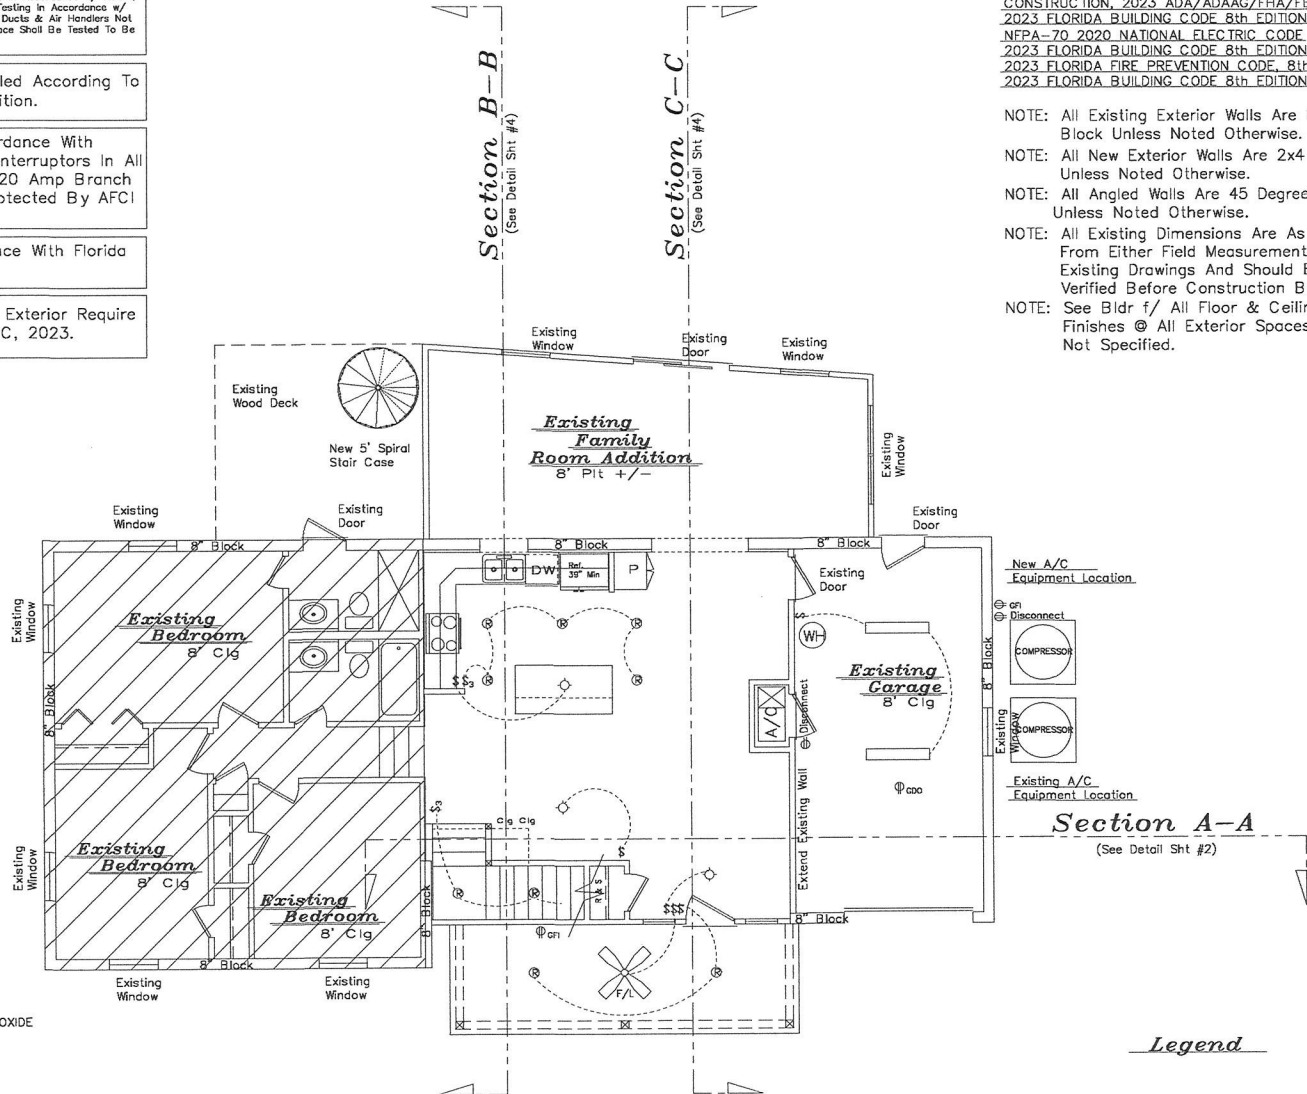 Testing In Accordance w/
Ducts & Air Handlers Not
ce Shall Be Tested To Be
led According To
ition.
rdance With
nterruptors In All
20 Amp Branch
otected By AFCI
ce With Florida
Exterior Require
C, 2023.
OXIDE
Section B-B
(See Detail Sht #4)
Section C-C
(See Detail Sht #4)
CONSTRUCTION, 2023 ADA/ADAAG/FHA/
2023 FLORIDA BUILDING CODE 8th EDITION
NFPA-70 2020 NATIONAL ELECTRIC CODE
2023 FLORIDA BUILDING CODE 8th EDITION
2023 FLORIDA FIRE PREVENTION CODE, 8th
2023 FLORIDA BUILDING CODE 8th EDITION
NOTE: All Existing Exterior Walls Are
Block Unless Noted Otherwise.
NOTE: All New Exterior Walls Are 2x4
Unless Noted Otherwise.
NOTE: All Angled Walls Are 45 Degree
Unless Noted Otherwise.
NOTE: All Existing Dimensions Are As
From Either Field Measurement
Existing Drawings And Should
Verified Before Construction B
NOTE: See Bldr f/ All Floor & Ceilin
Finishes @ All Exterior Spaces
Not Specified.
Existing
Window
Existing
Door
Existing
Window
Existing
Wood Deck
New 5' Spiral
Stair Case
Existing
Family
Room Addition
8' Plt +/-
Existing
Window
Existing
Window
Existing
Door
Existing
Door
8" Block
8" Block
8" Block
DW
Ref.
39" Min
P
Existing
Door
New A/C
Equipment Location
GFI
Disconnect
COMPRESSOR
COMPRESSOR
Existing A/C
Equipment Location
Existing
Window
8" Block
Existing
Bedroom
8' Clg
Existing
Window
8" Block
R
R
R
R
R
$$3
$
WH
Existing
Garage
8' Clg
8" Block
Existing
Window
A/C
Disconnect
GDO
Extend Existing Wall
Section A-A
(See Detail Sht #2)
$3
Clg Clg
$
Existing
Bedroom
8' Clg
Existing
Window
Existing
Bedroom
8' Clg
8" Block
R
R
R & S
$$$
8" Block
GFI
8" Block
R
R
F/L
Existing
Window
Existing
Window
Legend